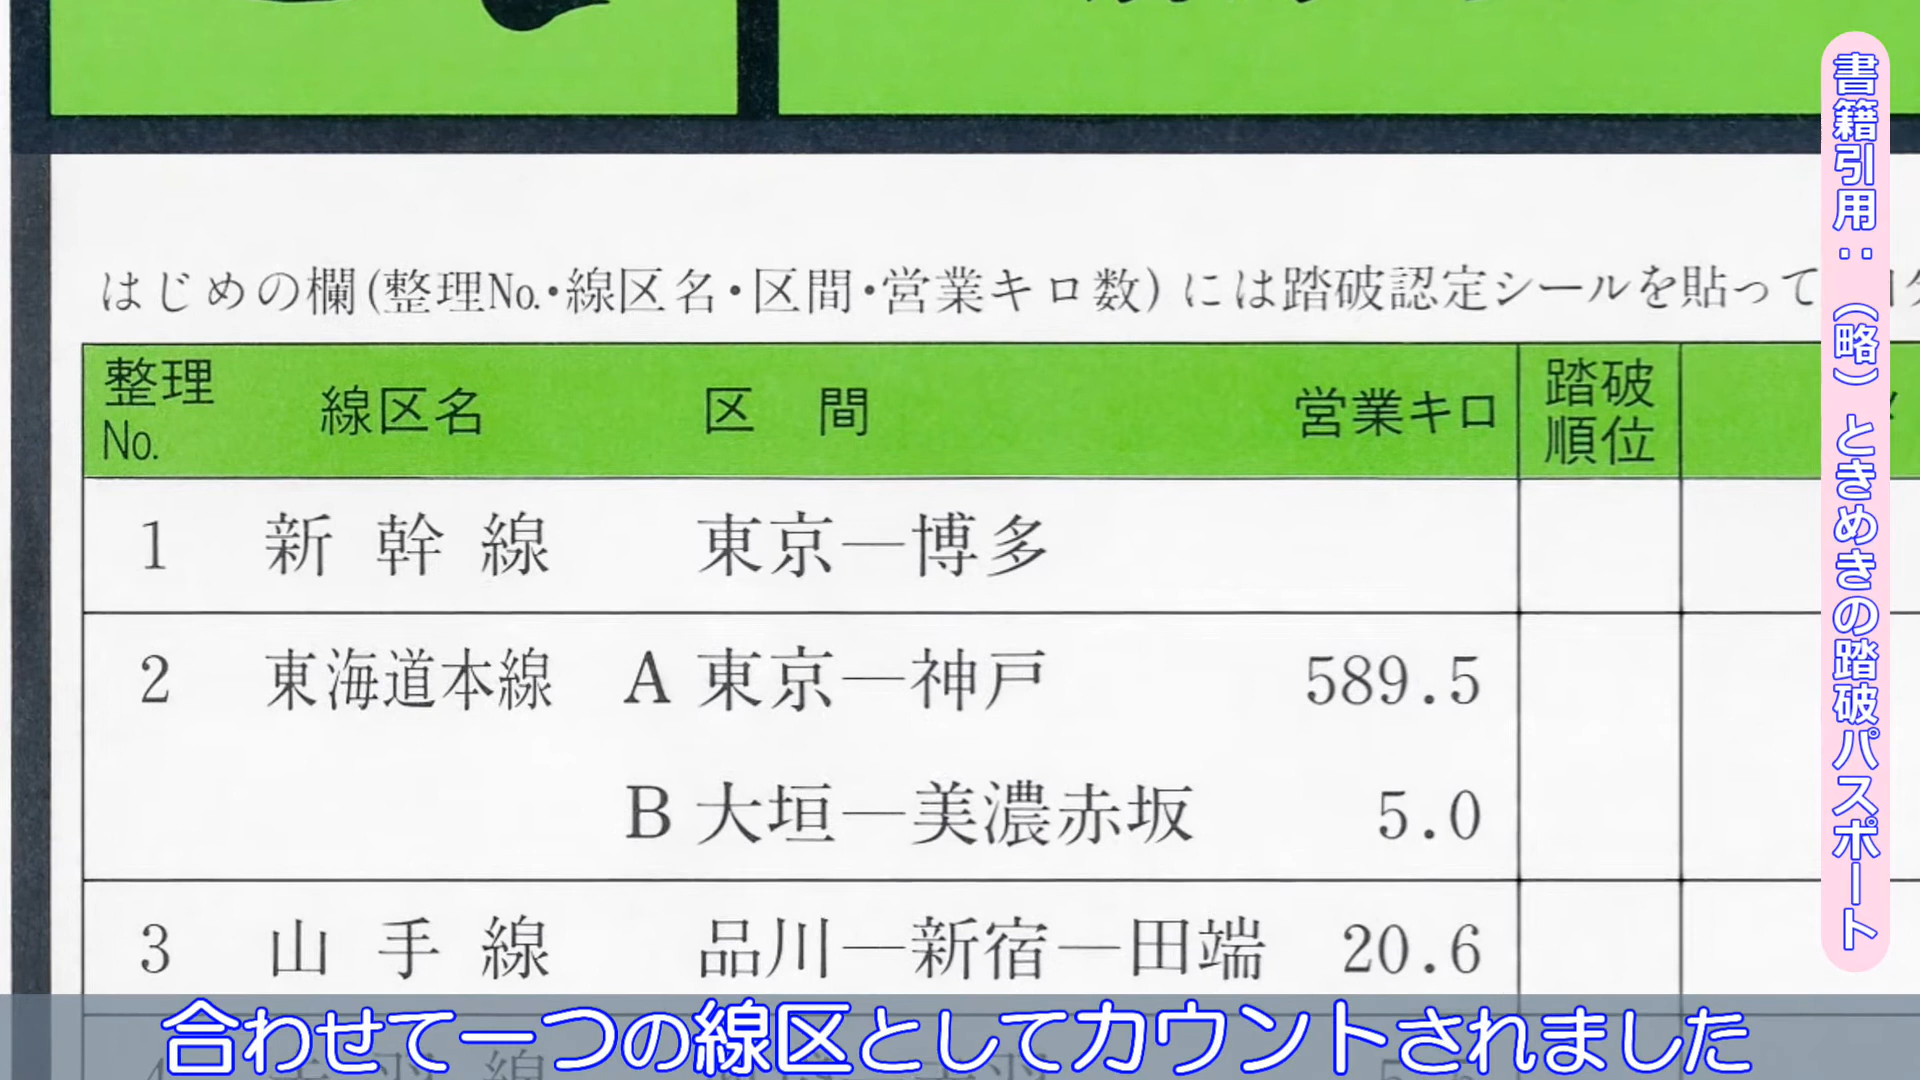 はじめの欄(整理No.・線区名・区間・営業キロ数)には踏破認定シールを貼って
整理No. 線区名 区間 営業キロ 踏破順位
1 新幹線 東京―博多
2 東海道本線 A 東京―神戸 589.5
B 大垣―美濃赤坂 5.0
3 山手線 品川―新宿―田端 20.6
書籍引用：（略）ときめきの踏破パスポート
合わせて一つの線区としてカウントされました